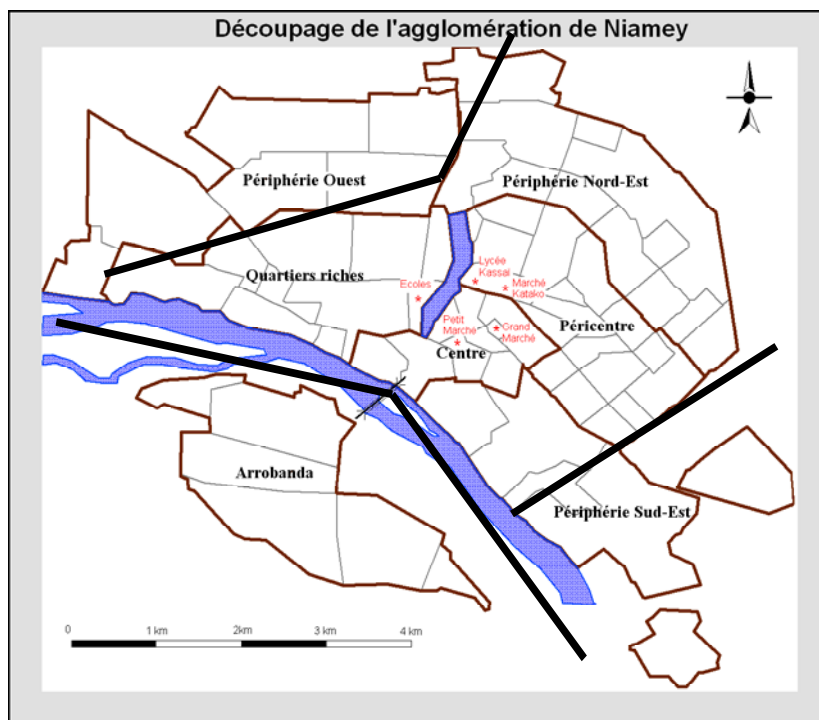 Découpage de l'agglomération de Niamey
Périphérie Ouest
Périphérie Nord-Est
Quartiers riches
Ecoles
Lycée
Kassaï
Marché
Katako
Petit
Marché
Grand
Marché
Péricentre
Centre
Arrobanda
Périphérie Sud-Est
0
1 km
2km
3 km
4 km